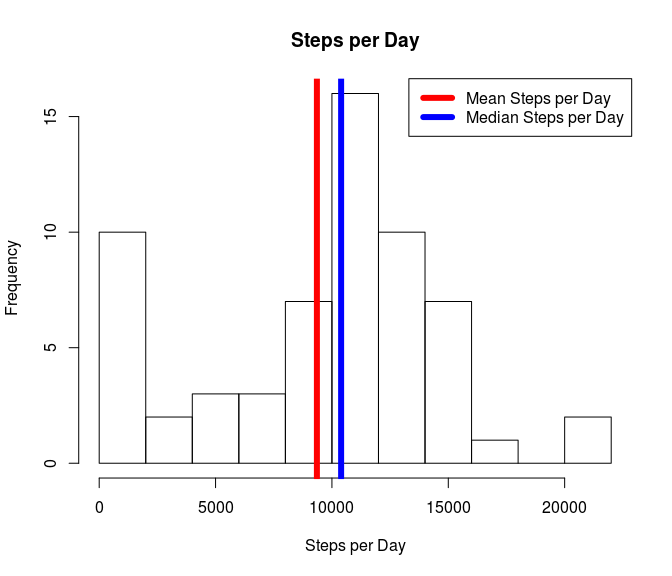 Steps per Day
Mean Steps per Day
Median Steps per Day
Frequency
15
10
5
0
0 5000 10000 15000 20000
Steps per Day